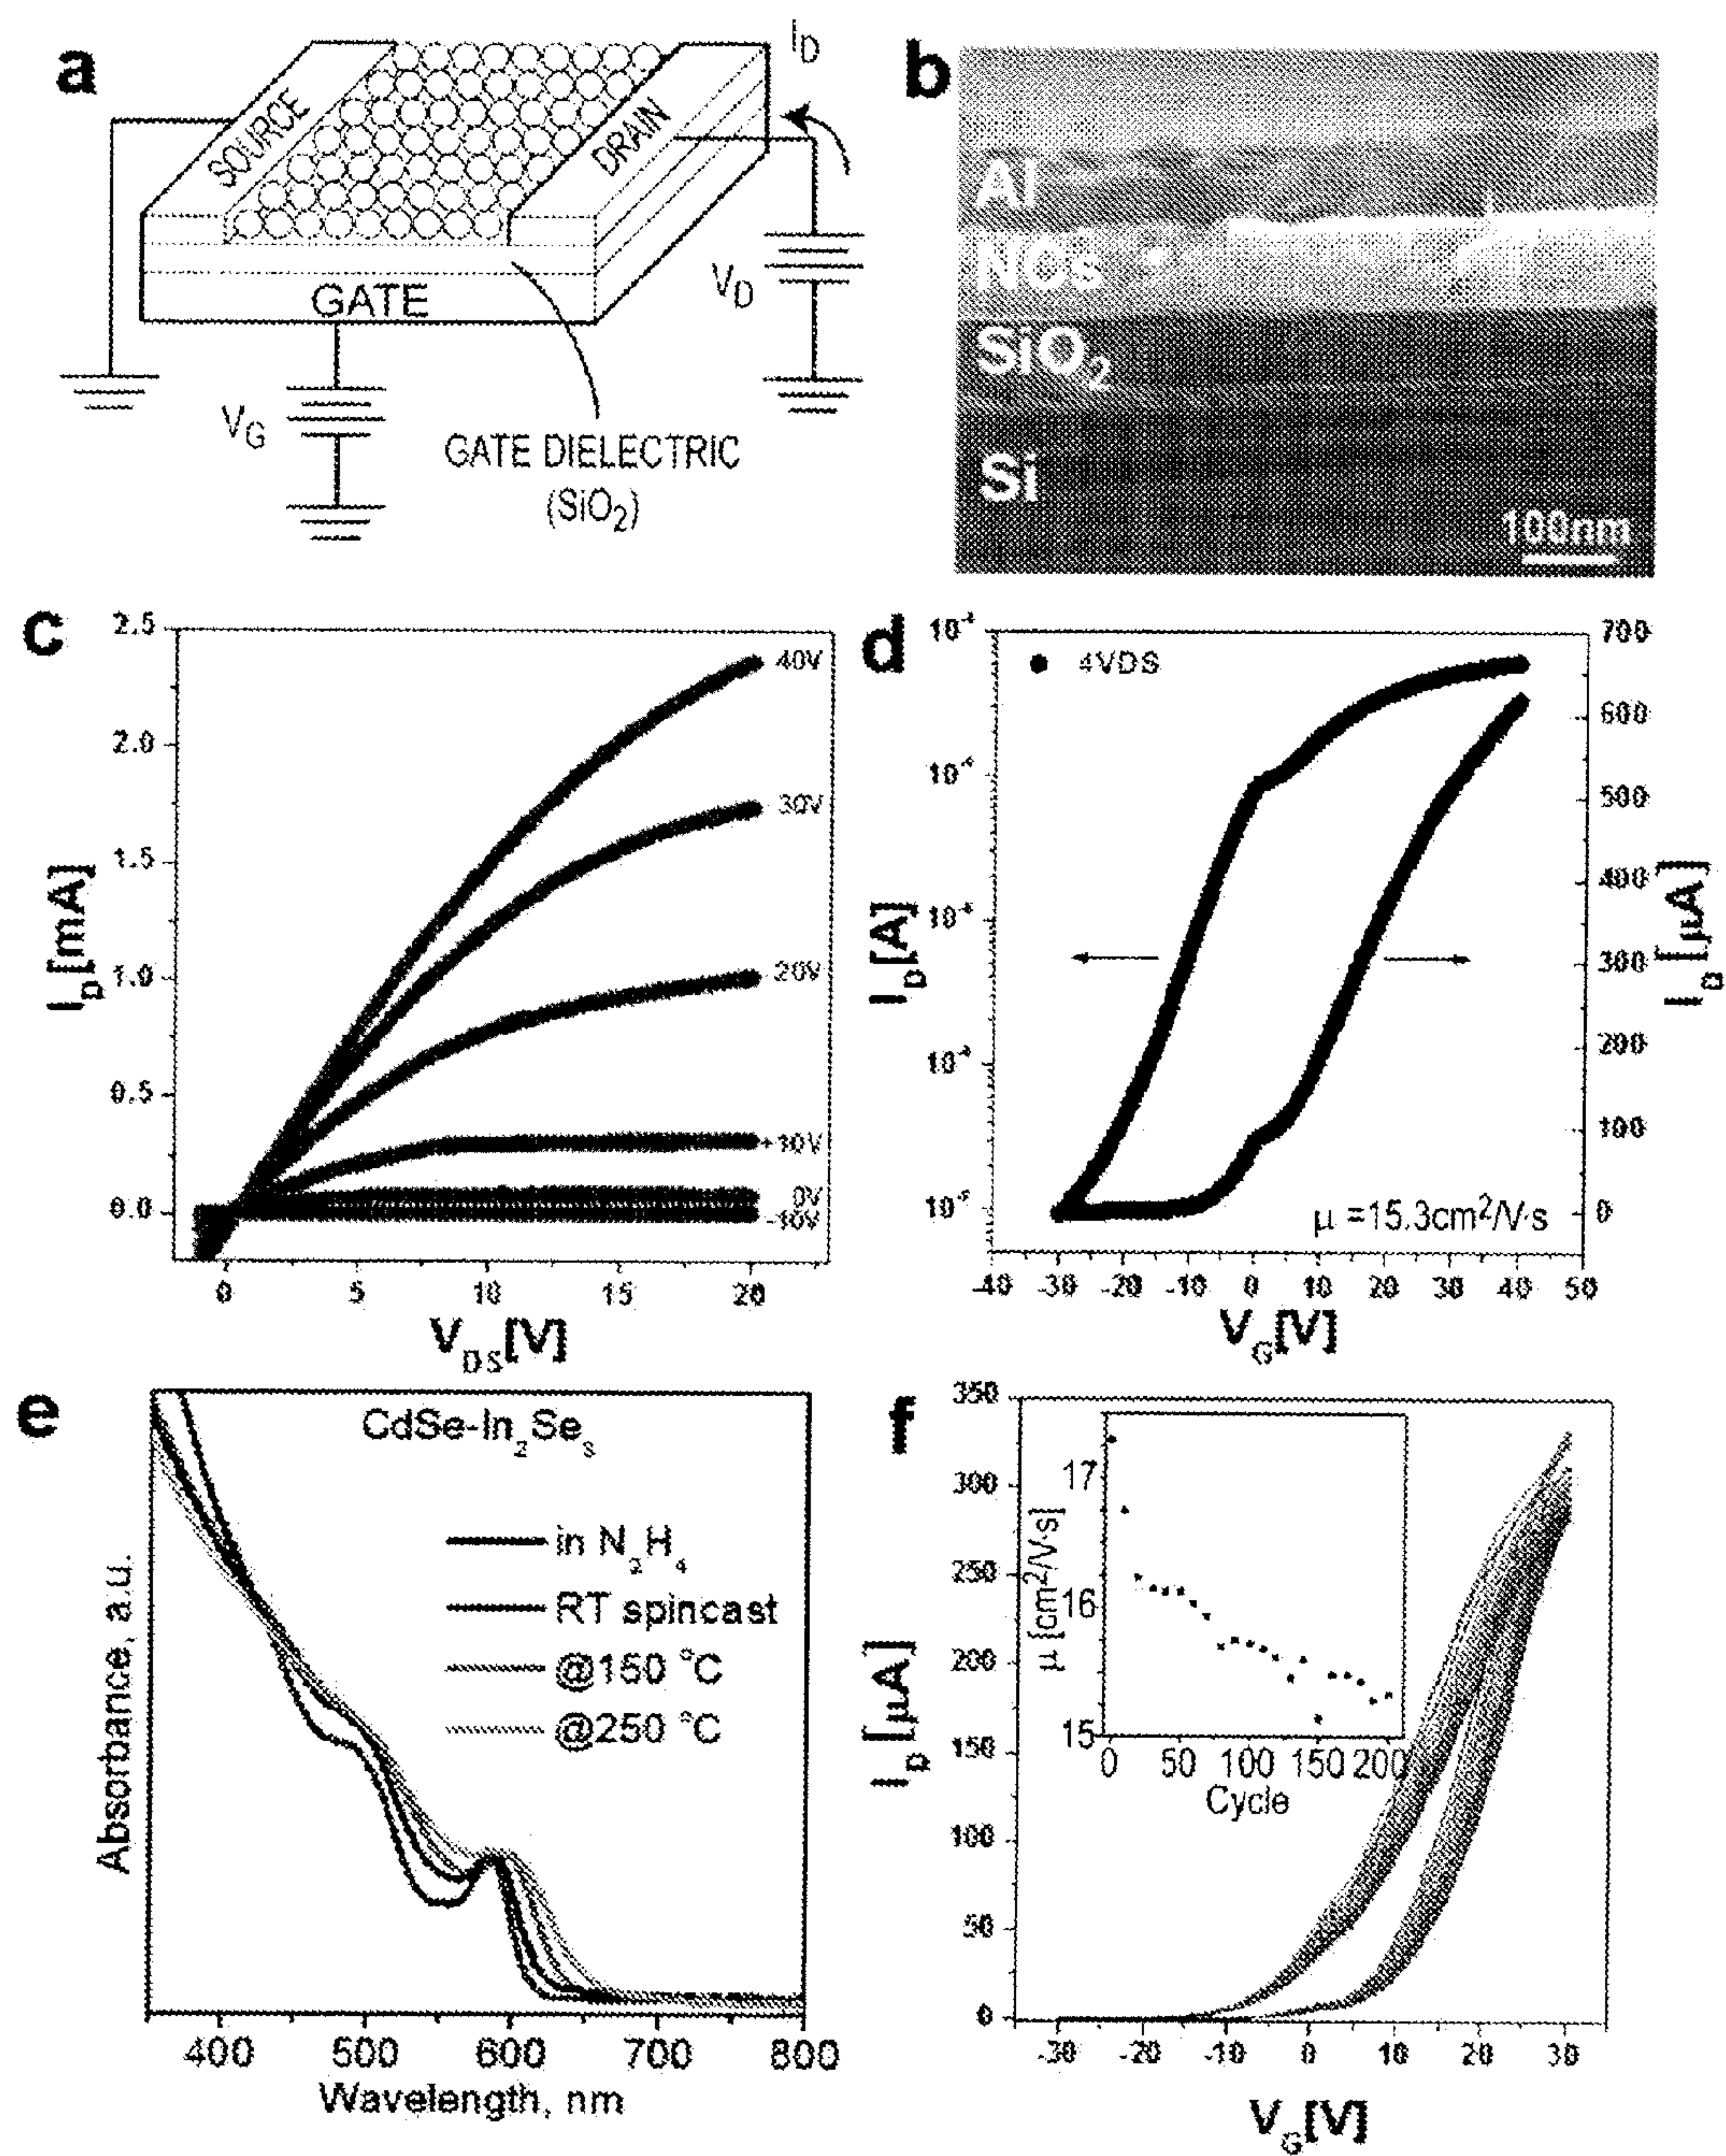 a
SOURCE
DRAIN
I_D
GATE
V_D
V_G
GATE DIELECTRIC
(SiO₂)
b
Al
NCs
SiO₂
Si
100nm
c
2.5
2.0
1.5
1.0
0.5
0.0
I_D[mA]
40V
30V
20V
+10V
0V
-10V
0 5 10 15 20
V_DS[V]
d
4VDS
I_D[A]
700
600
500
400
300
200
100
0
I_D[μA]
μ =15.3cm²/V·s
-40 -30 -20 -10 0 10 20 30 40 50
V_G[V]
e
CdSe-In₂Se₃
in N₂H₄
RT spincast
@150 °C
@250 °C
Absorbance, a.u.
400 500 600 700 800
Wavelength, nm
f
350
300
250
200
150
100
50
0
I_D[μA]
17
16
15
μ [cm²/V·s]
0 50 100 150 200
Cycle
-30 -20 -10 0 10 20 30
V_G[V]